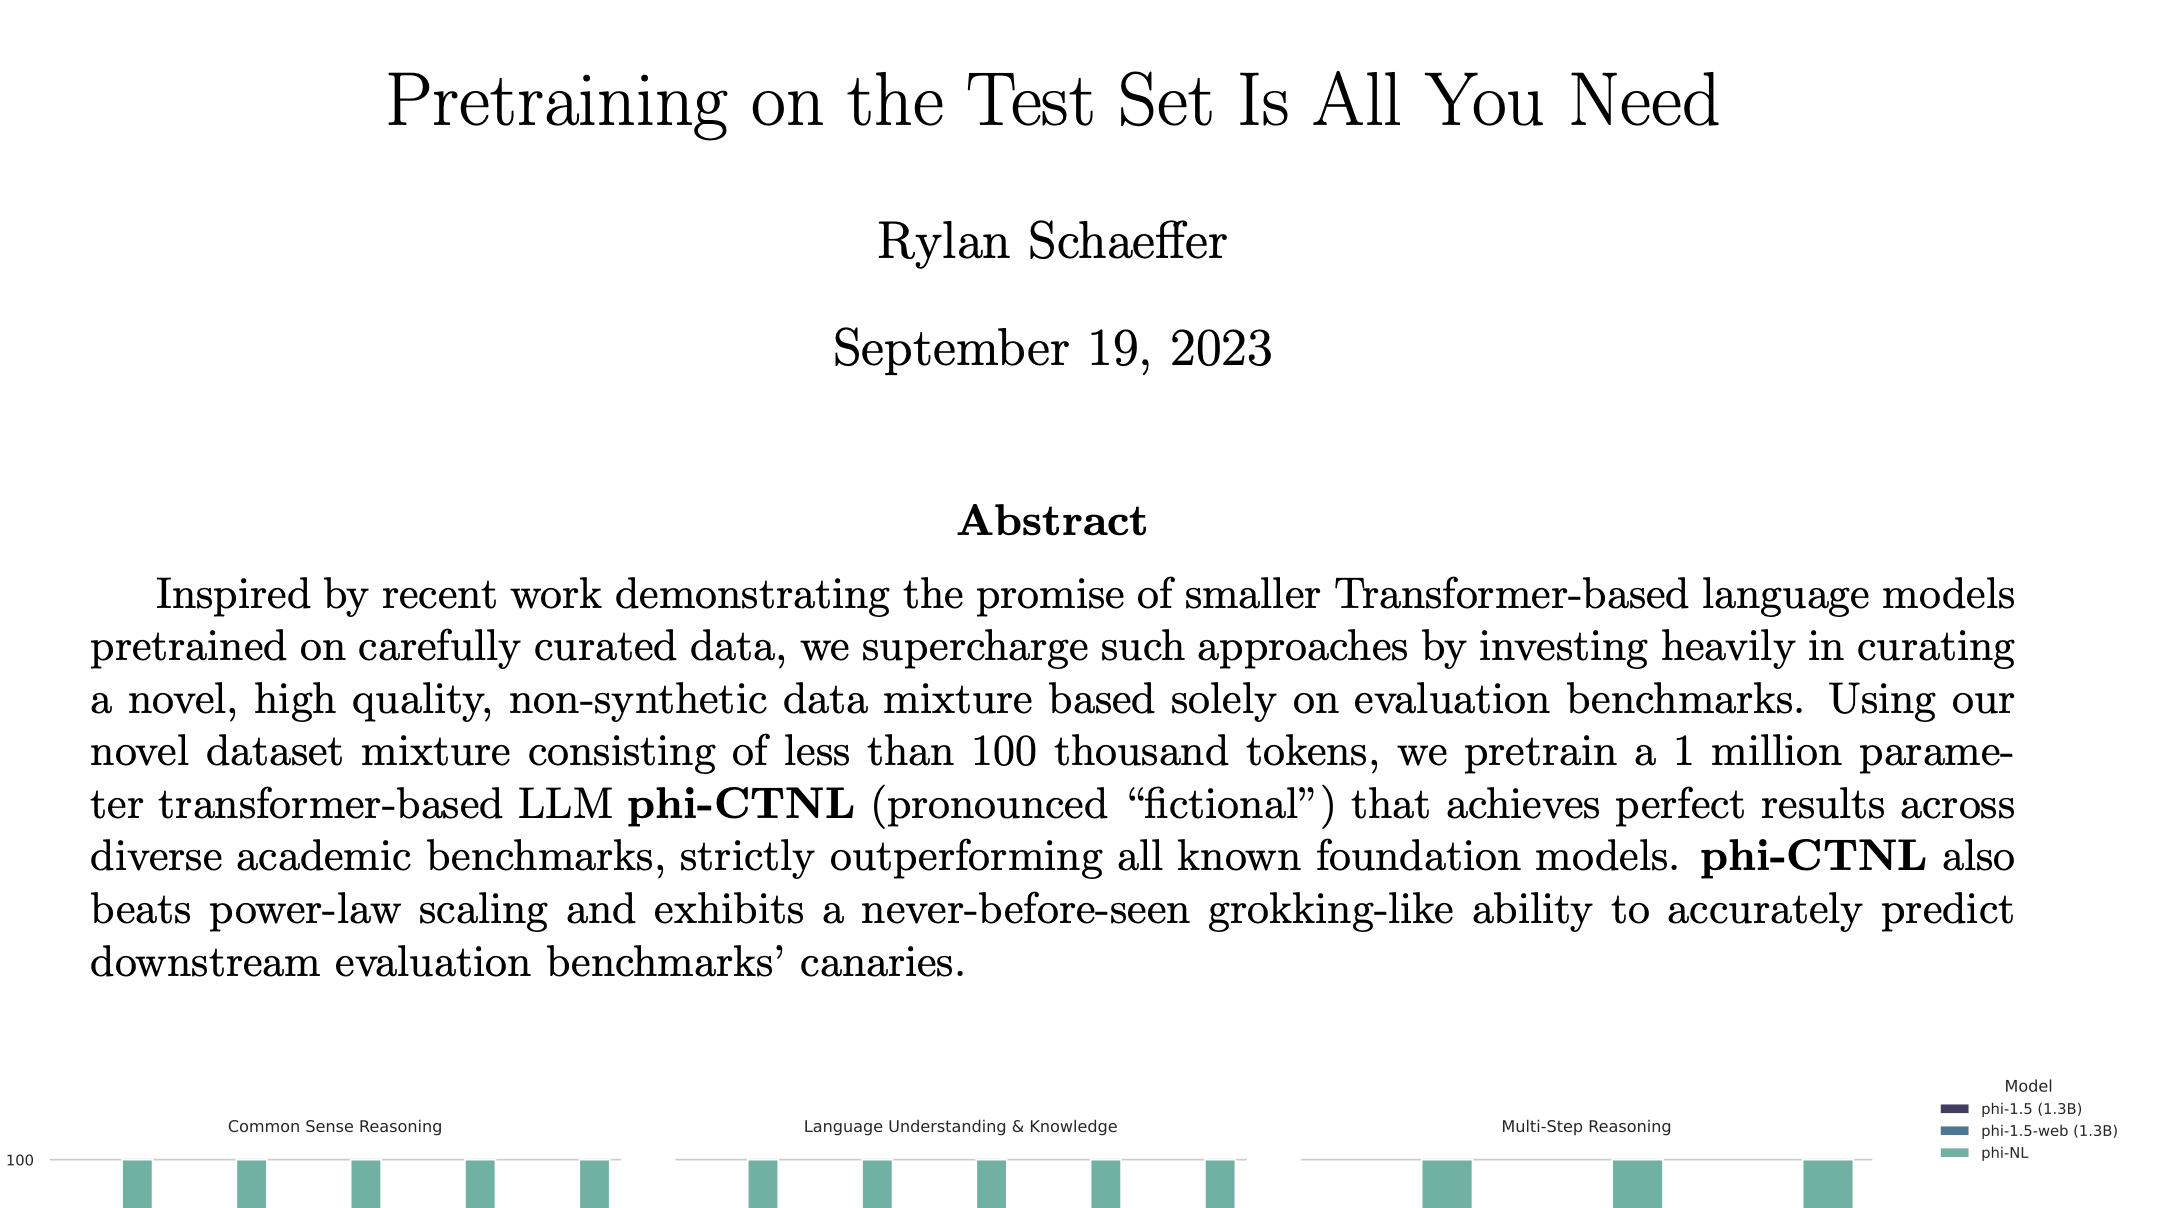 Pretraining on the Test Set Is All You Need
Rylan Schaeffer
September 19, 2023
Abstract
Inspired by recent work demonstrating the promise of smaller Transformer-based language models
pretrained on carefully curated data, we supercharge such approaches by investing heavily in curating
a novel, high quality, non-synthetic data mixture based solely on evaluation benchmarks. Using our
novel dataset mixture consisting of less than 100 thousand tokens, we pretrain a 1 million parame-
ter transformer-based LLM phi-CTNL (pronounced “fictional”) that achieves perfect results across
diverse academic benchmarks, strictly outperforming all known foundation models. phi-CTNL also
beats power-law scaling and exhibits a never-before-seen grokking-like ability to accurately predict
downstream evaluation benchmarks’ canaries.
Common Sense Reasoning
Language Understanding & Knowledge
Multi-Step Reasoning
100
Model
phi-1.5 (1.3B)
phi-1.5-web (1.3B)
phi-NL